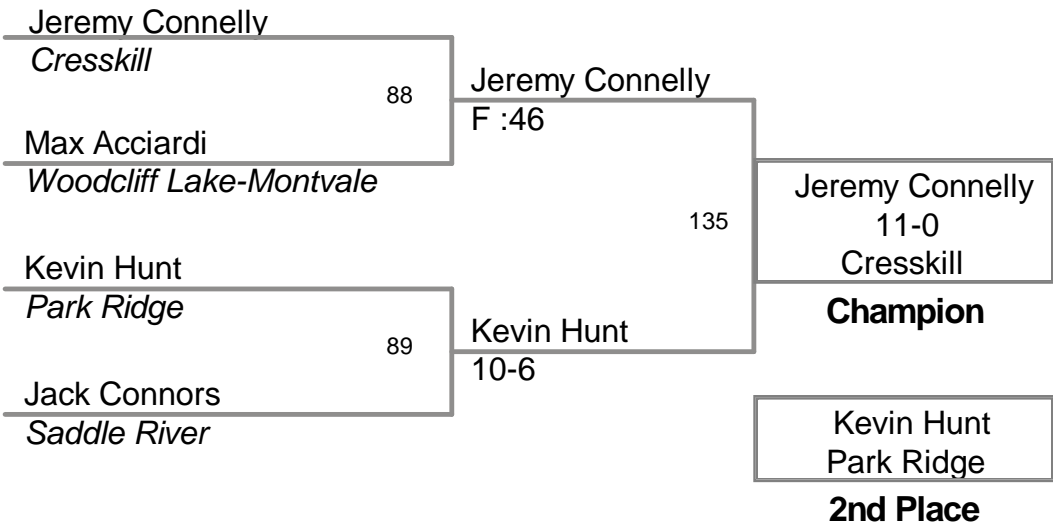 Jeremy Connelly
Cresskill
88
Max Acciardi
Woodcliff Lake-Montvale
Kevin Hunt
Park Ridge
89
Jack Connors
Saddle River
Jeremy Connelly
F :46
135
Kevin Hunt
10-6
Jeremy Connelly
11-0
Cresskill
Champion
Kevin Hunt
Park Ridge
2nd Place